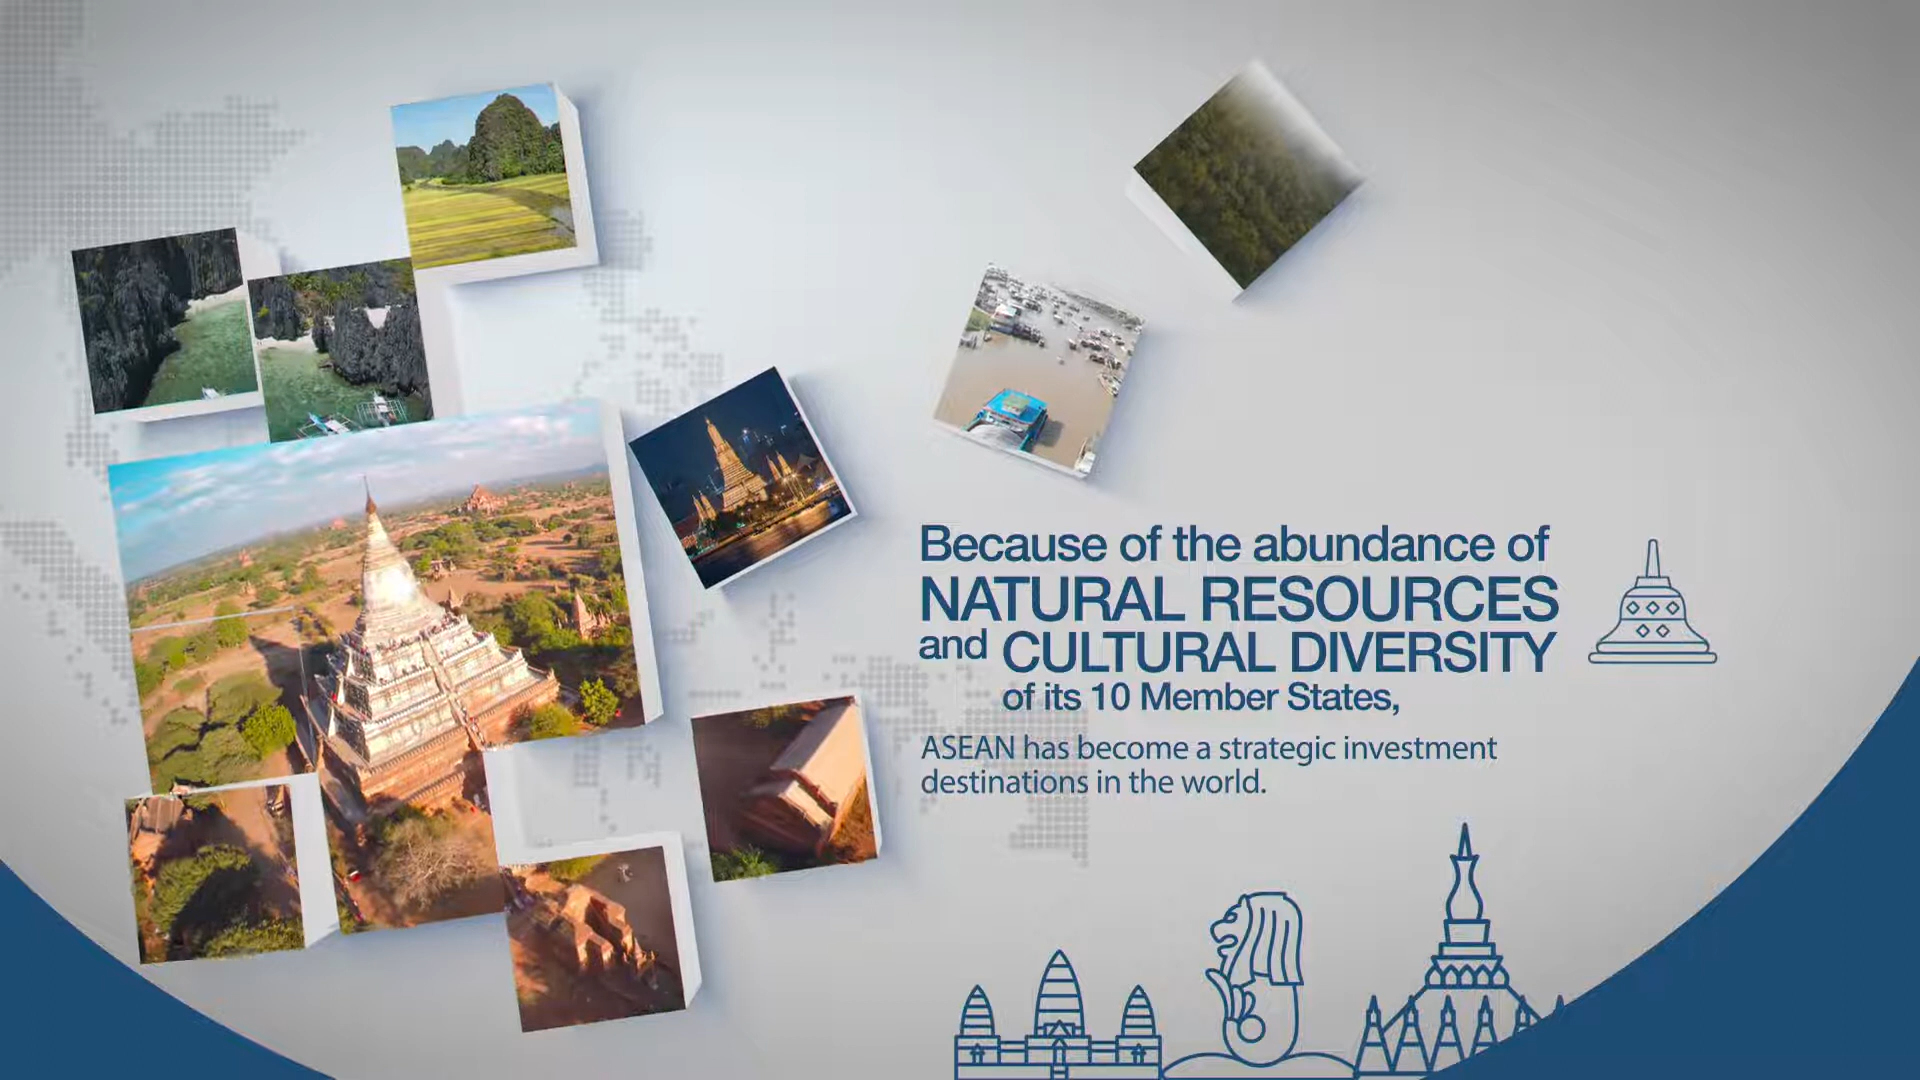 Because of the abundance of
NATURAL RESOURCES
and CULTURAL DIVERSITY
of its 10 Member States,
ASEAN has become a strategic investment
destinations in the world.